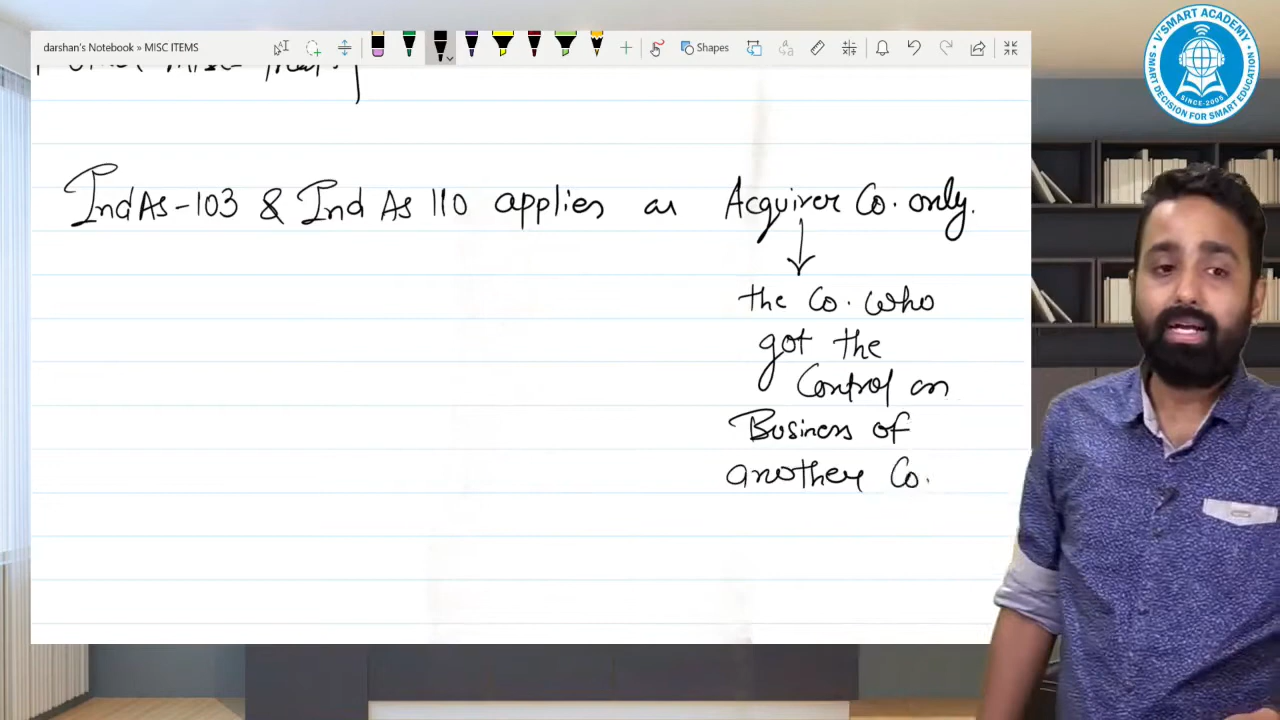 darshan's Notebook » MISC ITEMS
Shapes
V'SMART ACADEMY
SINCE-2005
SMART DECISION FOR SMART EDUCATION
IndAs-103 & Ind As 110 applies on Acquirer Co. only.
the Co. who
got the
Control on
Business of
another Co.